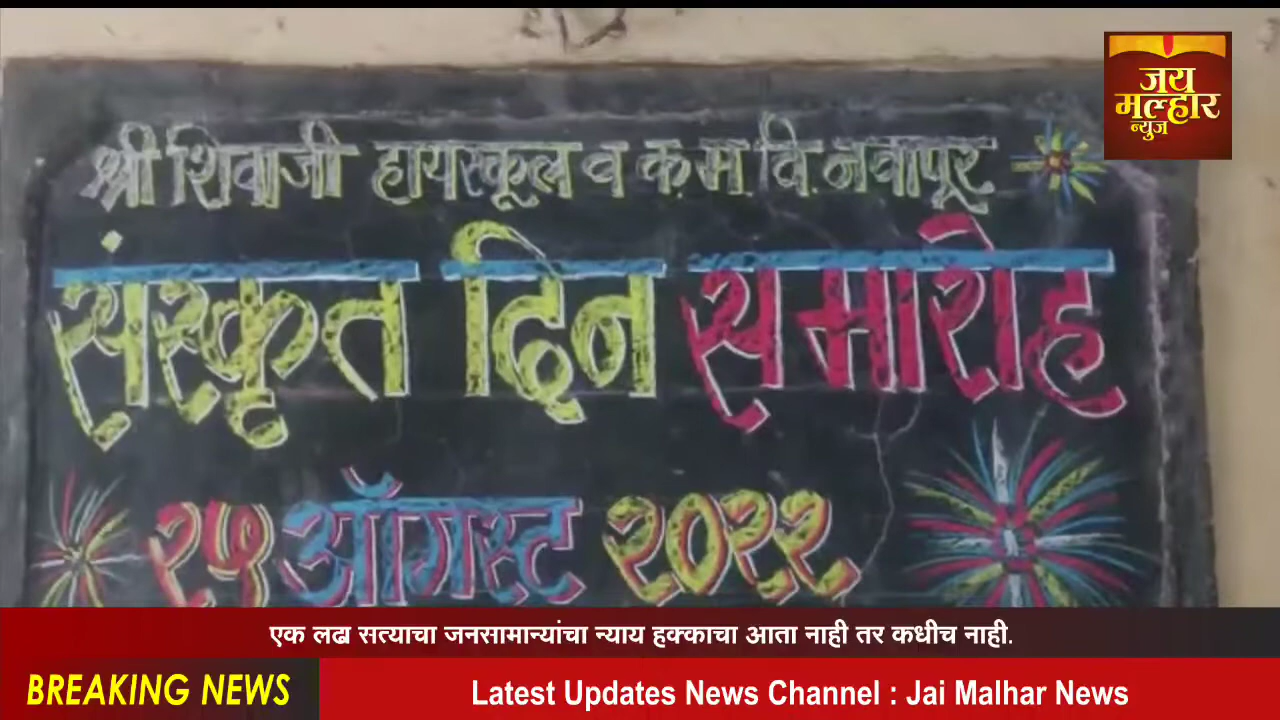 जय
मल्हार
न्युज
श्री शिवाजी हायस्कूल व क.म. वि. नवापूर
संस्कृत दिन समारोह
२५ ऑगस्ट २०२२
एक लढा सत्याचा जनसामान्यांचा न्याय हक्काचा आता नाही तर कधीच नाही.
BREAKING NEWS
Latest Updates News Channel : Jai Malhar News